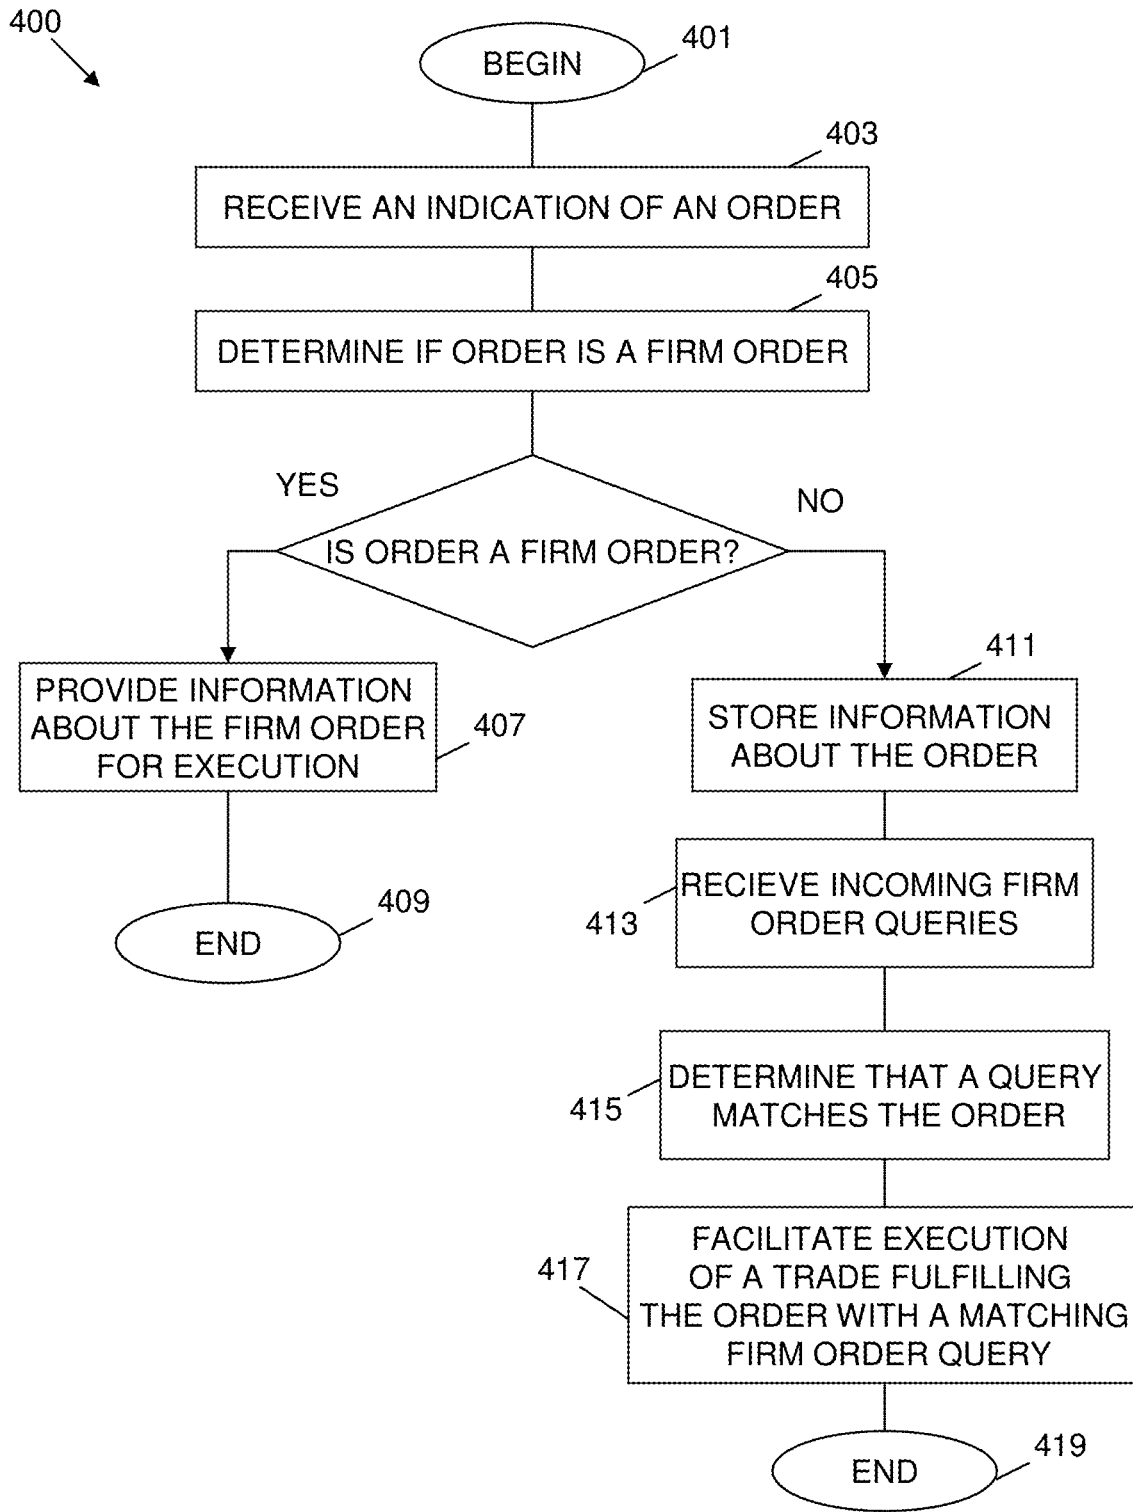 400
BEGIN
401
403
RECEIVE AN INDICATION OF AN ORDER
405
DETERMINE IF ORDER IS A FIRM ORDER
YES
NO
IS ORDER A FIRM ORDER?
PROVIDE INFORMATION
ABOUT THE FIRM ORDER
FOR EXECUTION
407
409
END
411
STORE INFORMATION
ABOUT THE ORDER
RECIEVE INCOMING FIRM
ORDER QUERIES
413
DETERMINE THAT A QUERY
MATCHES THE ORDER
415
FACILITATE EXECUTION
OF A TRADE FULFILLING
THE ORDER WITH A MATCHING
FIRM ORDER QUERY
417
END
419